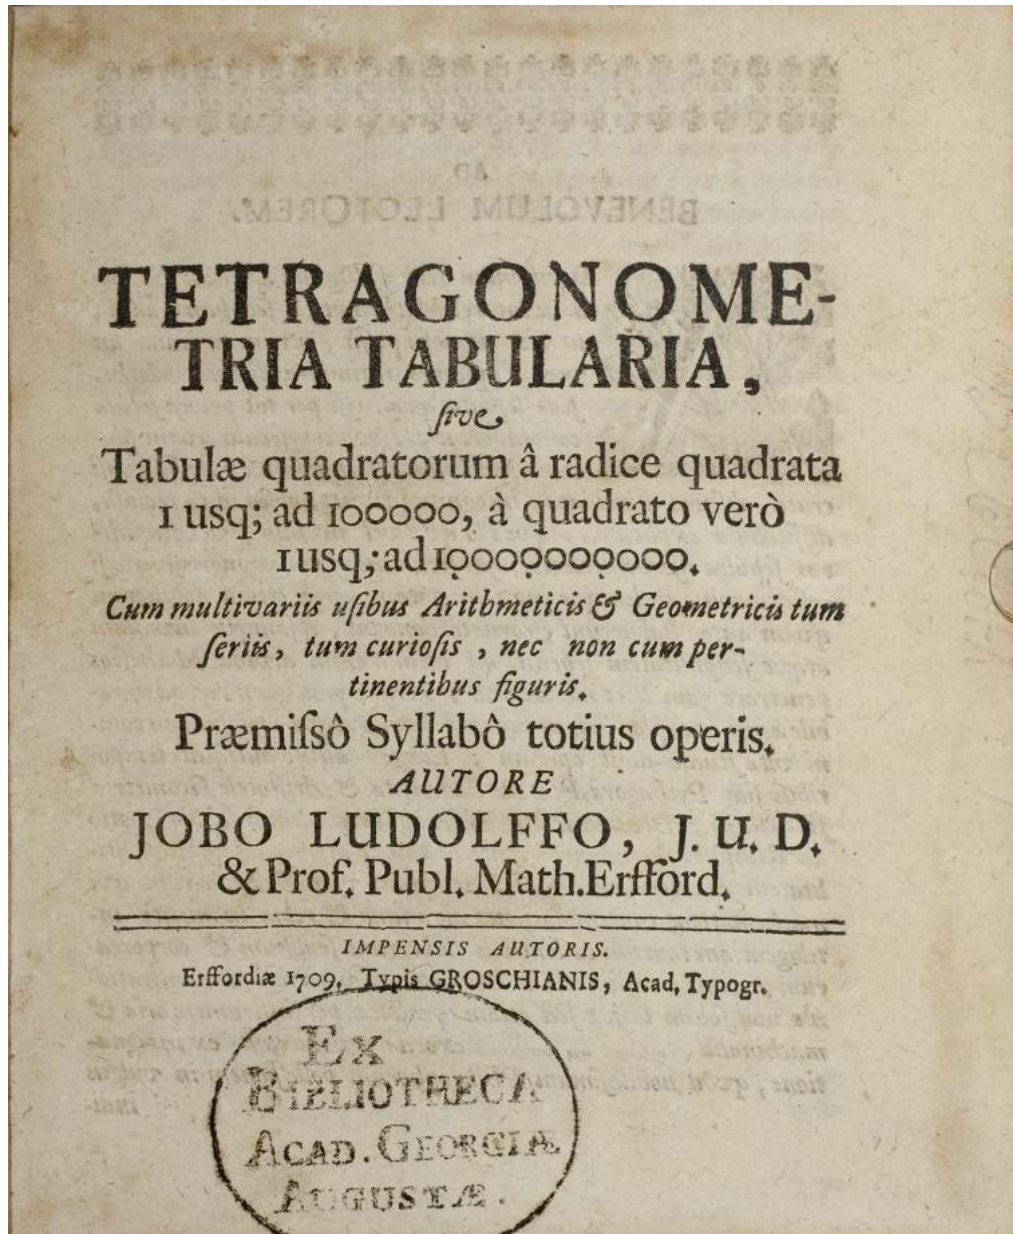 TETRAGONOME-
TRIA TABULARIA,
ſive
Tabulæ quadratorum â radice quadrata
1 usq; ad 100000, à quadrato verò
1 usq; ad 10000000000.
Cum multivariis uſibus Arithmeticis & Geometricis tum
ſeriis, tum curioſis, nec non cum per-
tinentibus figuris.
Præmiſsô Syllabô totius operis.
AUTORE
JOBO LUDOLFFO, J. U. D.
& Prof. Publ. Math. Erfford.
IMPENSIS AUTORIS.
Erffordiæ 1709. Typis GROSCHIANIS, Acad. Typogr.
EX
BIBLIOTHECA
ACAD. GEORGIÆ
AUGUSTÆ.